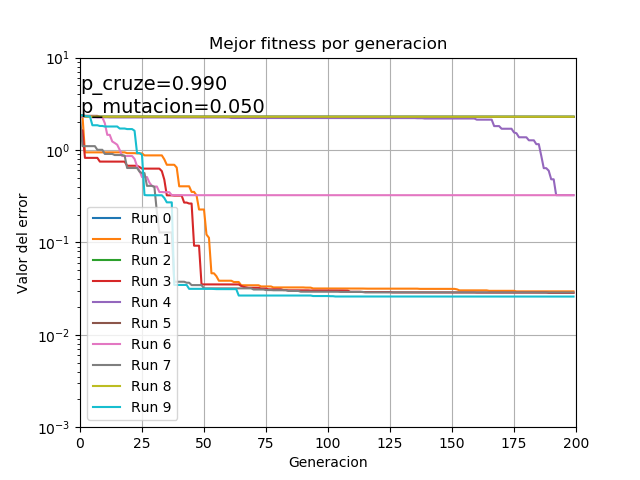 Mejor fitness por generacion
p_cruze=0.990
p_mutacion=0.050
Valor del error
10^1
10^0
10^-1
10^-2
10^-3
Run 0
Run 1
Run 2
Run 3
Run 4
Run 5
Run 6
Run 7
Run 8
Run 9
0 25 50 75 100 125 150 175 200
Generacion